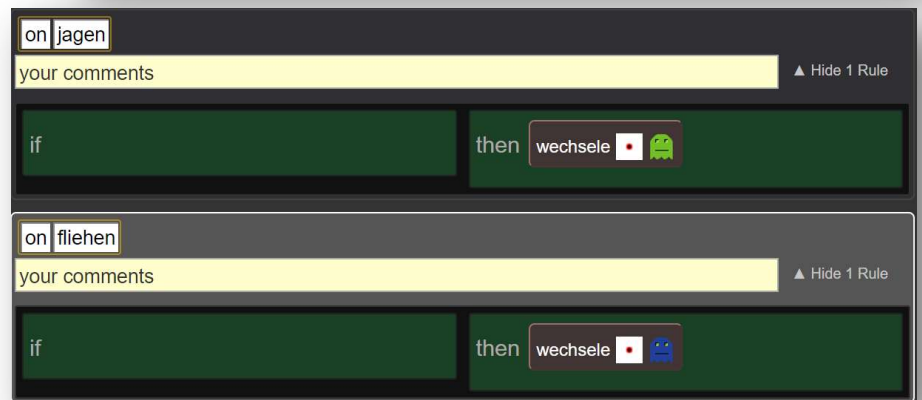 on jagen
your comments
▲ Hide 1 Rule
if
then wechsele
on fliehen
your comments
▲ Hide 1 Rule
if
then wechsele